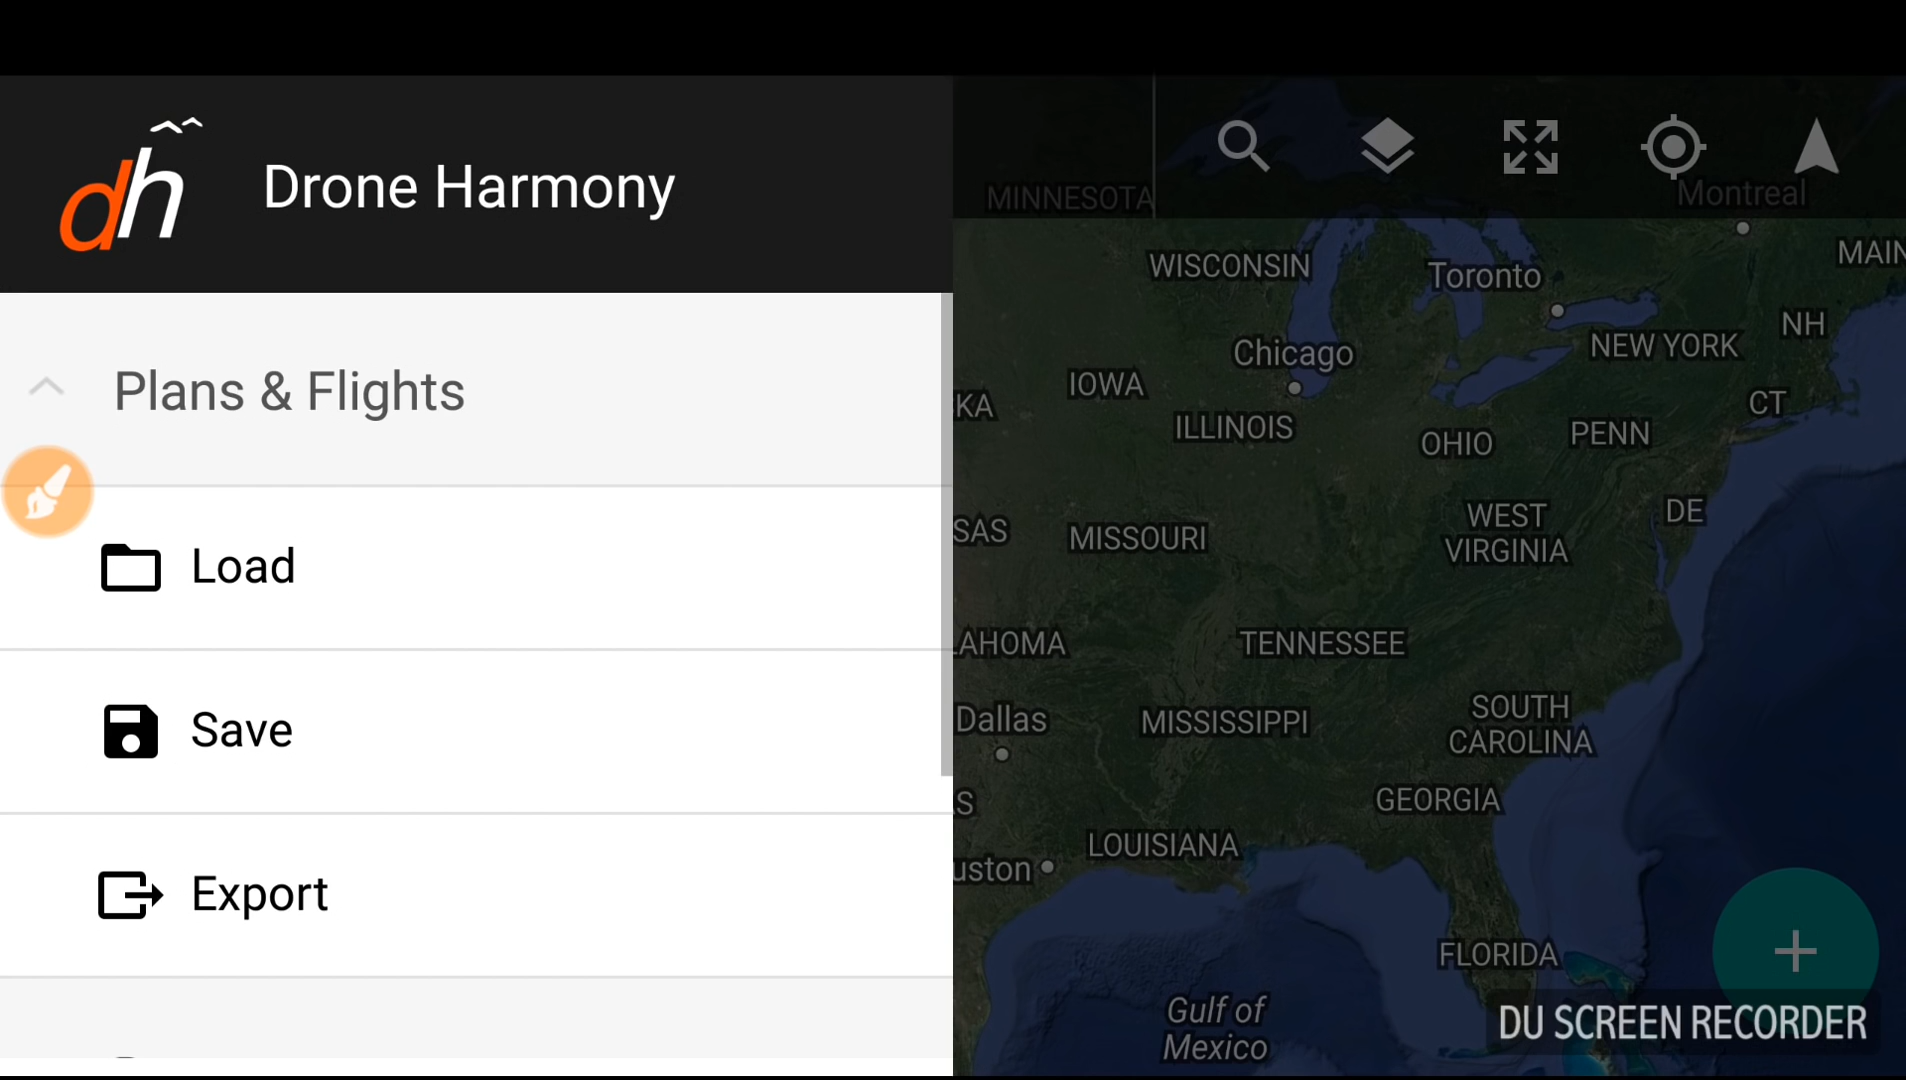 dh
Drone Harmony
Plans & Flights
Load
Save
Export
MINNESOTA
Montreal
WISCONSIN
Toronto
MAIN
NH
Chicago
NEW YORK
IOWA
KA
CT
ILLINOIS
OHIO
PENN
SAS
MISSOURI
WEST
VIRGINIA
DE
LAHOMA
TENNESSEE
Dallas
MISSISSIPPI
SOUTH
CAROLINA
AS
GEORGIA
LOUISIANA
uston
FLORIDA
Gulf of
Mexico
DU SCREEN RECORDER